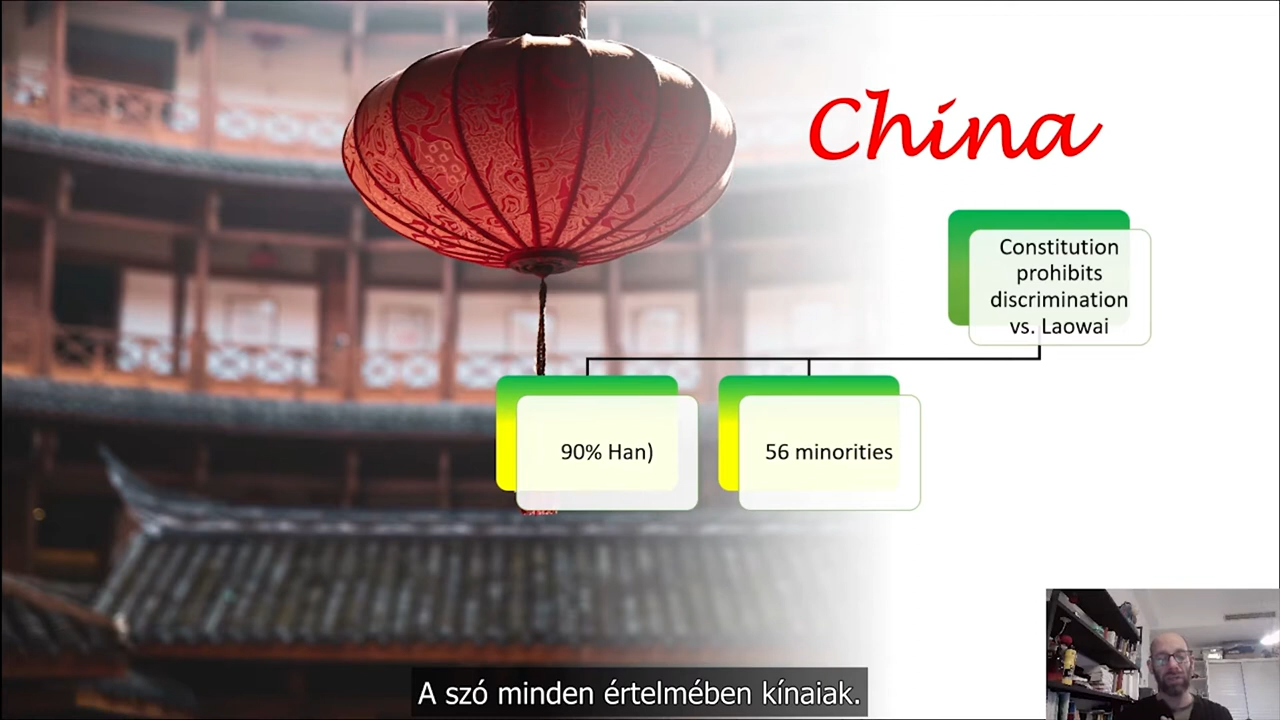 China
Constitution
prohibits
discrimination
vs. Laowai
90% Han)
56 minorities
A szó minden értelmében kínaiak.